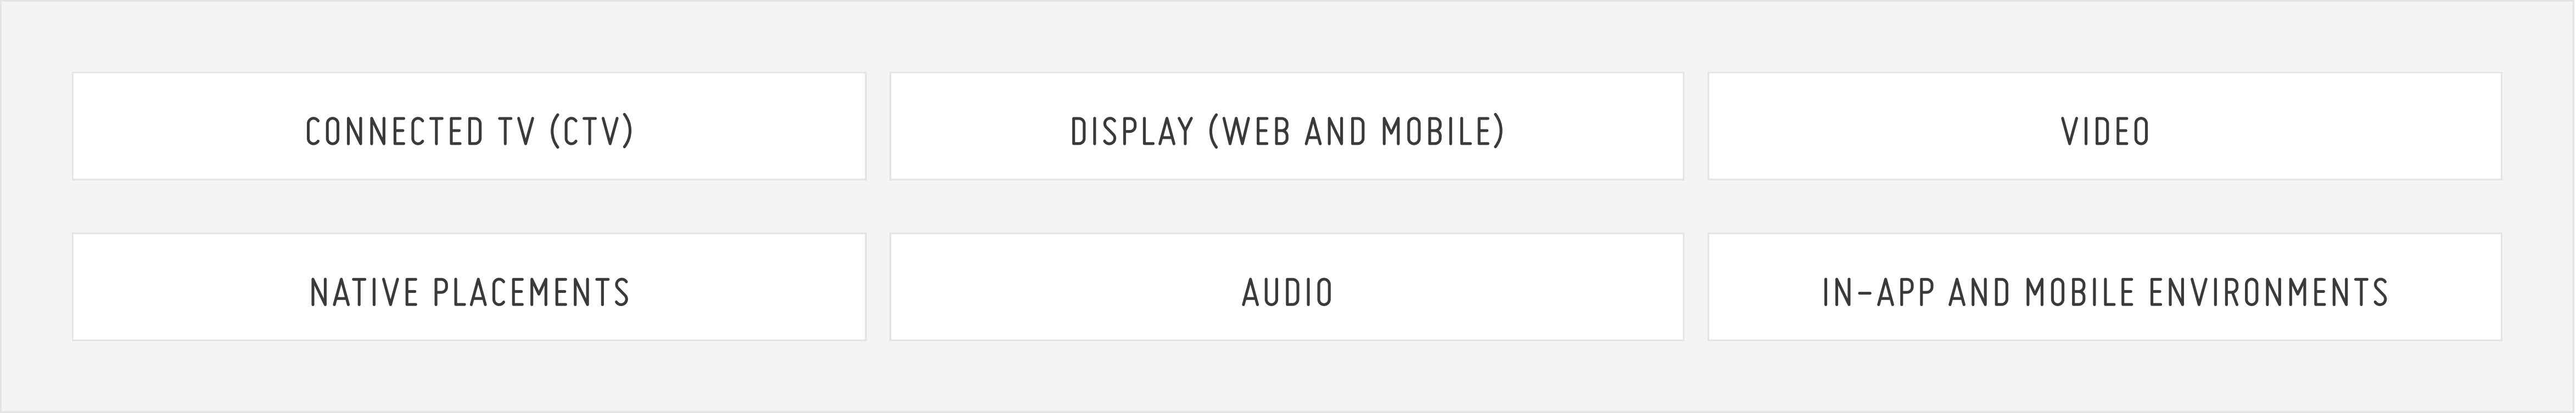 CONNECTED TV (CTV)
DISPLAY (WEB AND MOBILE)
VIDEO
NATIVE PLACEMENTS
AUDIO
IN-APP AND MOBILE ENVIRONMENTS